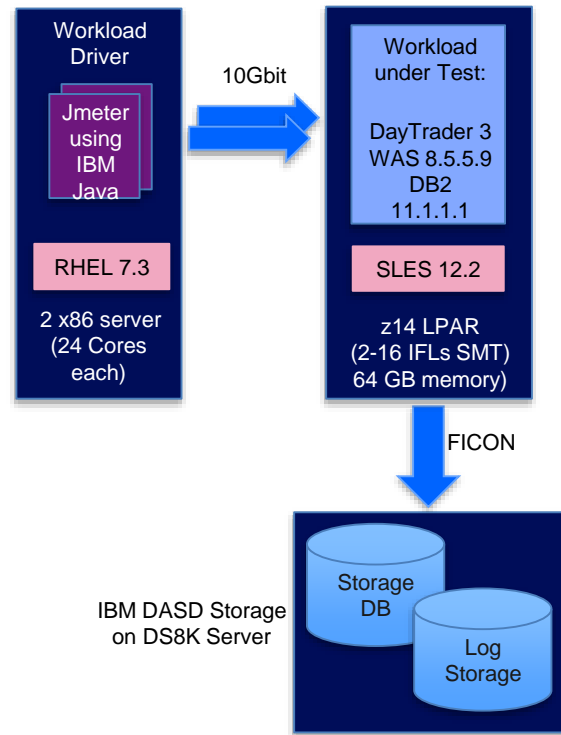 Workload
Driver
Jmeter
using
IBM
Java
RHEL 7.3
2 x86 server
(24 Cores
each)
10Gbit
Workload
under Test:
DayTrader 3
WAS 8.5.5.9
DB2
11.1.1.1
SLES 12.2
z14 LPAR
(2-16 IFLs SMT)
64 GB memory)
FICON
IBM DASD Storage
on DS8K Server
Storage
DB
Log
Storage